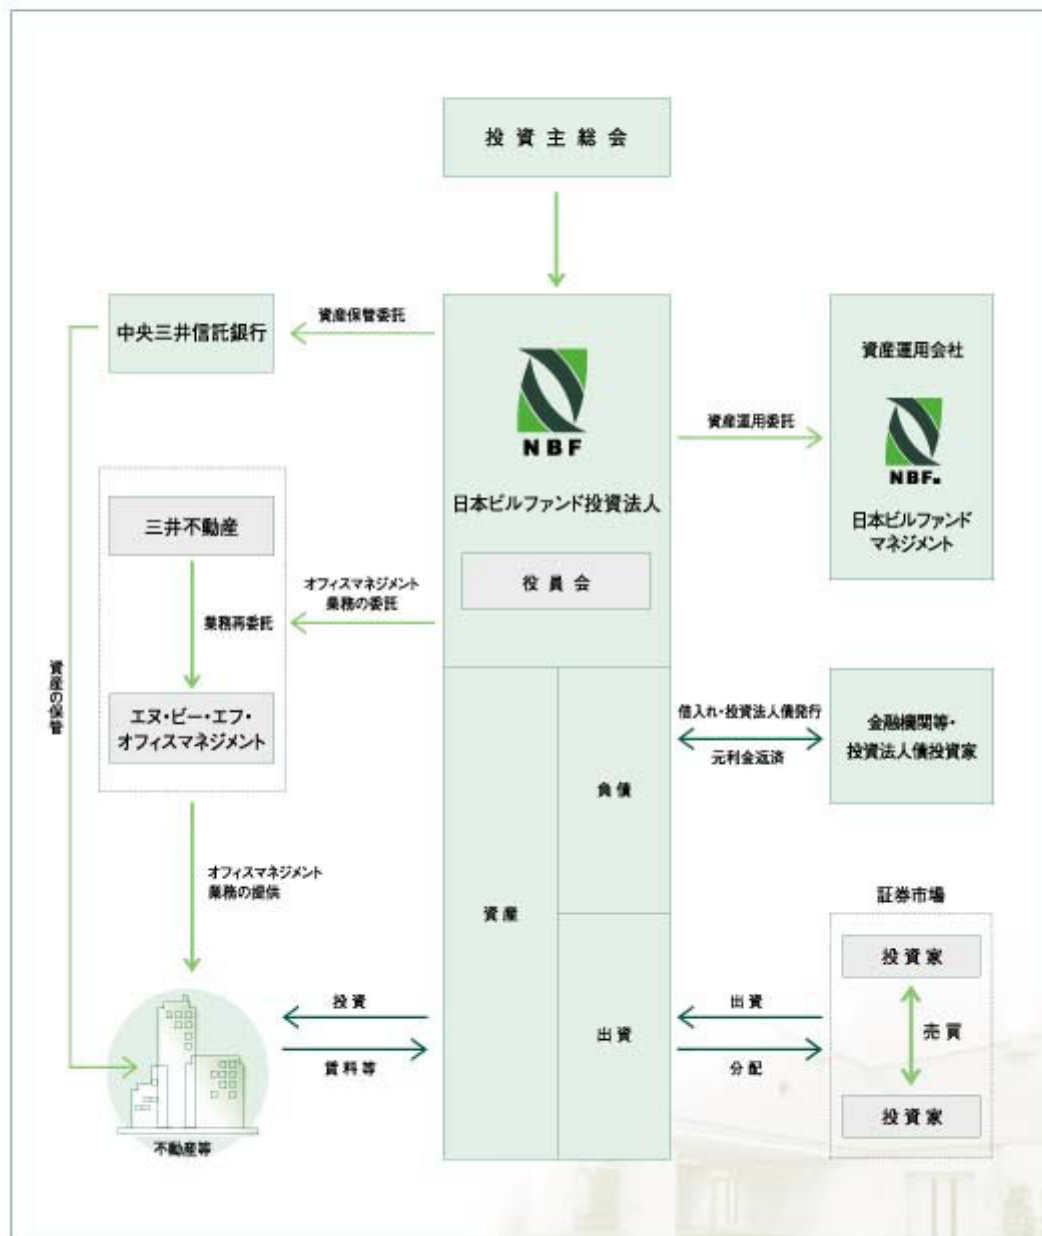 投資主総会
中央三井信託銀行
資産保管委託
NBF
日本ビルファンド投資法人
役員会
資産運用委託
資産運用会社
NBF.
日本ビルファンド
マネジメント
三井不動産
業務再委託
エヌ・ビー・エフ・
オフィスマネジメント
オフィスマネジメント
業務の委託
資産の保管
オフィスマネジメント
業務の提供
資産
負債
出資
借入れ・投資法人債発行
元利金返済
金融機関等・
投資法人債投資家
証券市場
投資家
売買
投資家
出資
分配
投資
賃料等
不動産等